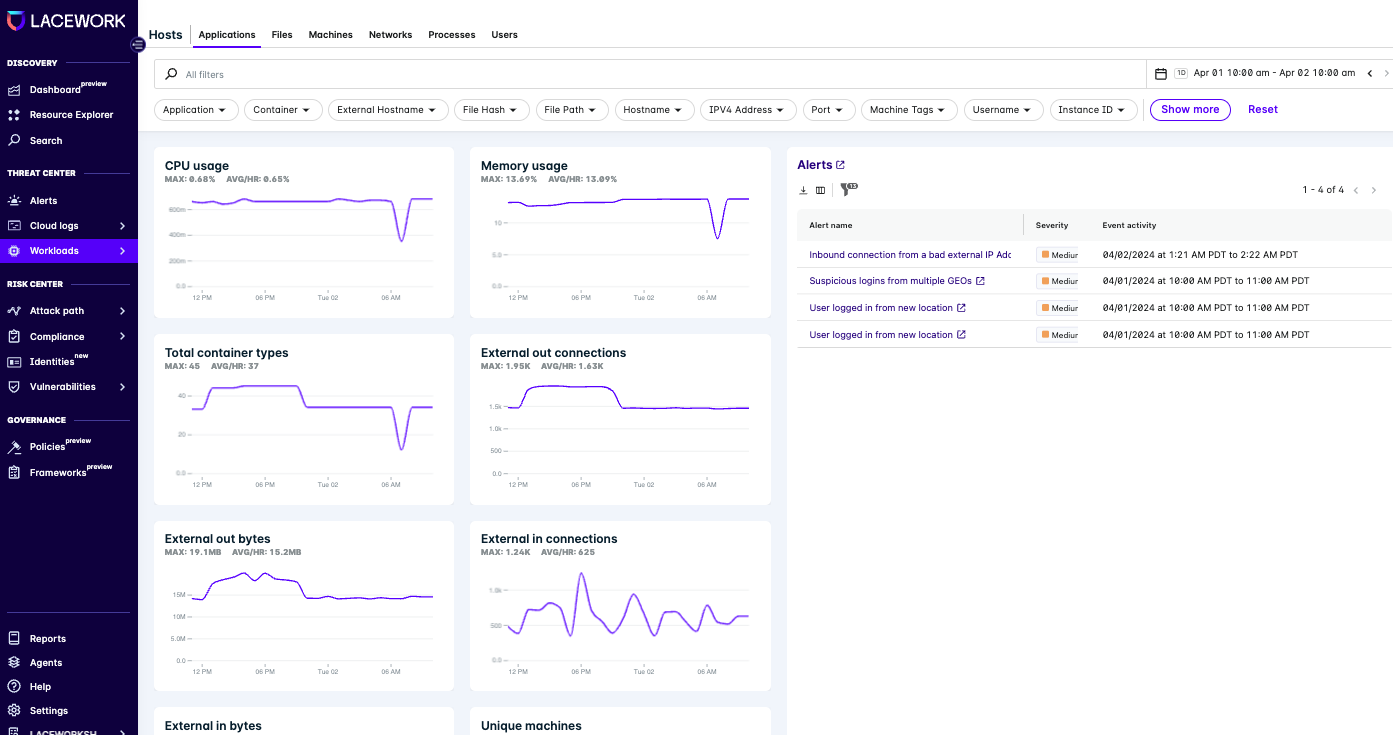 LACEWORK
DISCOVERY
Dashboard preview
Resource Explorer
Search
THREAT CENTER
Alerts
Cloud logs
Workloads
RISK CENTER
Attack path
Compliance
Identities new
Vulnerabilities
GOVERNANCE
Policies preview
Frameworks preview
Reports
Agents
Help
Settings
LACEWORKSH
Hosts Applications Files Machines Networks Processes Users
All filters
1D Apr 01 10:00 am - Apr 02 10:00 am
Application Container External Hostname File Hash File Path Hostname IPV4 Address Port Machine Tags Username Instance ID Show more Reset
CPU usage
MAX: 0.68% AVG/HR: 0.65%
600m
400m
200m
0.0
12 PM 06 PM Tue 02 06 AM
Memory usage
MAX: 13.69% AVG/HR: 13.09%
10
5.0
0.0
12 PM 06 PM Tue 02 06 AM
Total container types
MAX: 45 AVG/HR: 37
40
20
0.0
12 PM 06 PM Tue 02 06 AM
External out connections
MAX: 1.95K AVG/HR: 1.63K
1.5k
1.0k
500
0.0
12 PM 06 PM Tue 02 06 AM
External out bytes
MAX: 19.1MB AVG/HR: 15.2MB
15M
10M
5.0M
0.0
12 PM 06 PM Tue 02 06 AM
External in connections
MAX: 1.24K AVG/HR: 625
1.0k
500
0.0
12 PM 06 PM Tue 02 06 AM
External in bytes
Unique machines
Alerts
13
1 - 4 of 4
Alert name Severity Event activity
Inbound connection from a bad external IP Adc Mediur 04/02/2024 at 1:21 AM PDT to 2:22 AM PDT
Suspicious logins from multiple GEOs Mediur 04/01/2024 at 10:00 AM PDT to 11:00 AM PDT
User logged in from new location Mediur 04/01/2024 at 10:00 AM PDT to 11:00 AM PDT
User logged in from new location Mediur 04/01/2024 at 10:00 AM PDT to 11:00 AM PDT